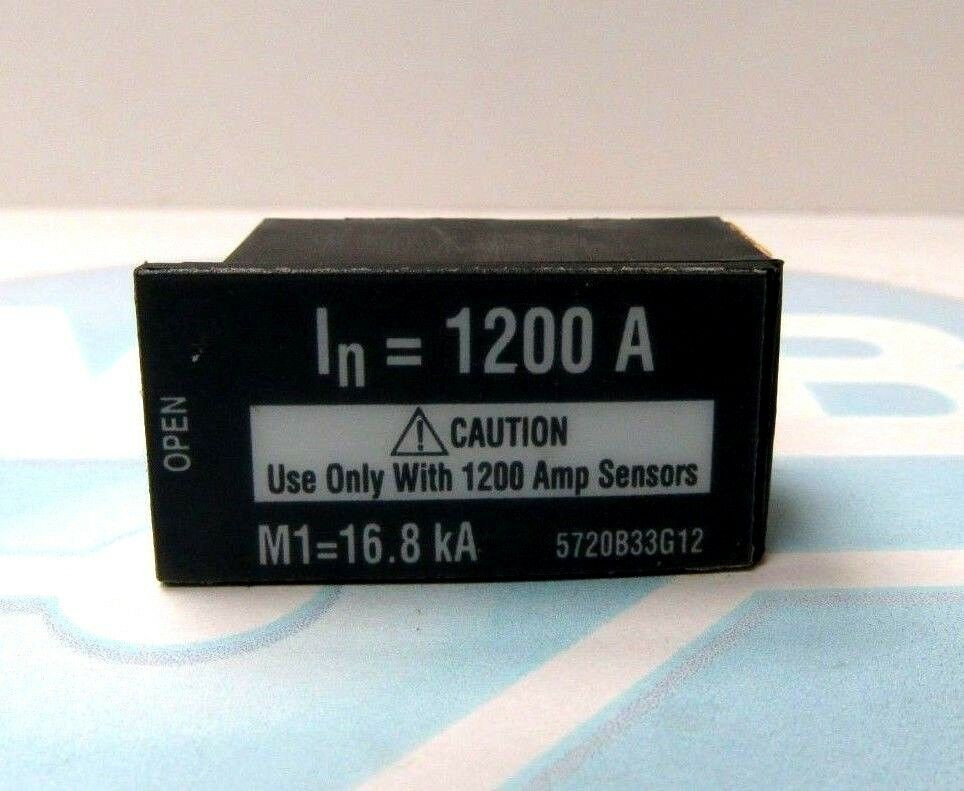 In = 1200 A
OPEN
⚠ CAUTION
Use Only With 1200 Amp Sensors
M1=16.8 kA 5720B33G12